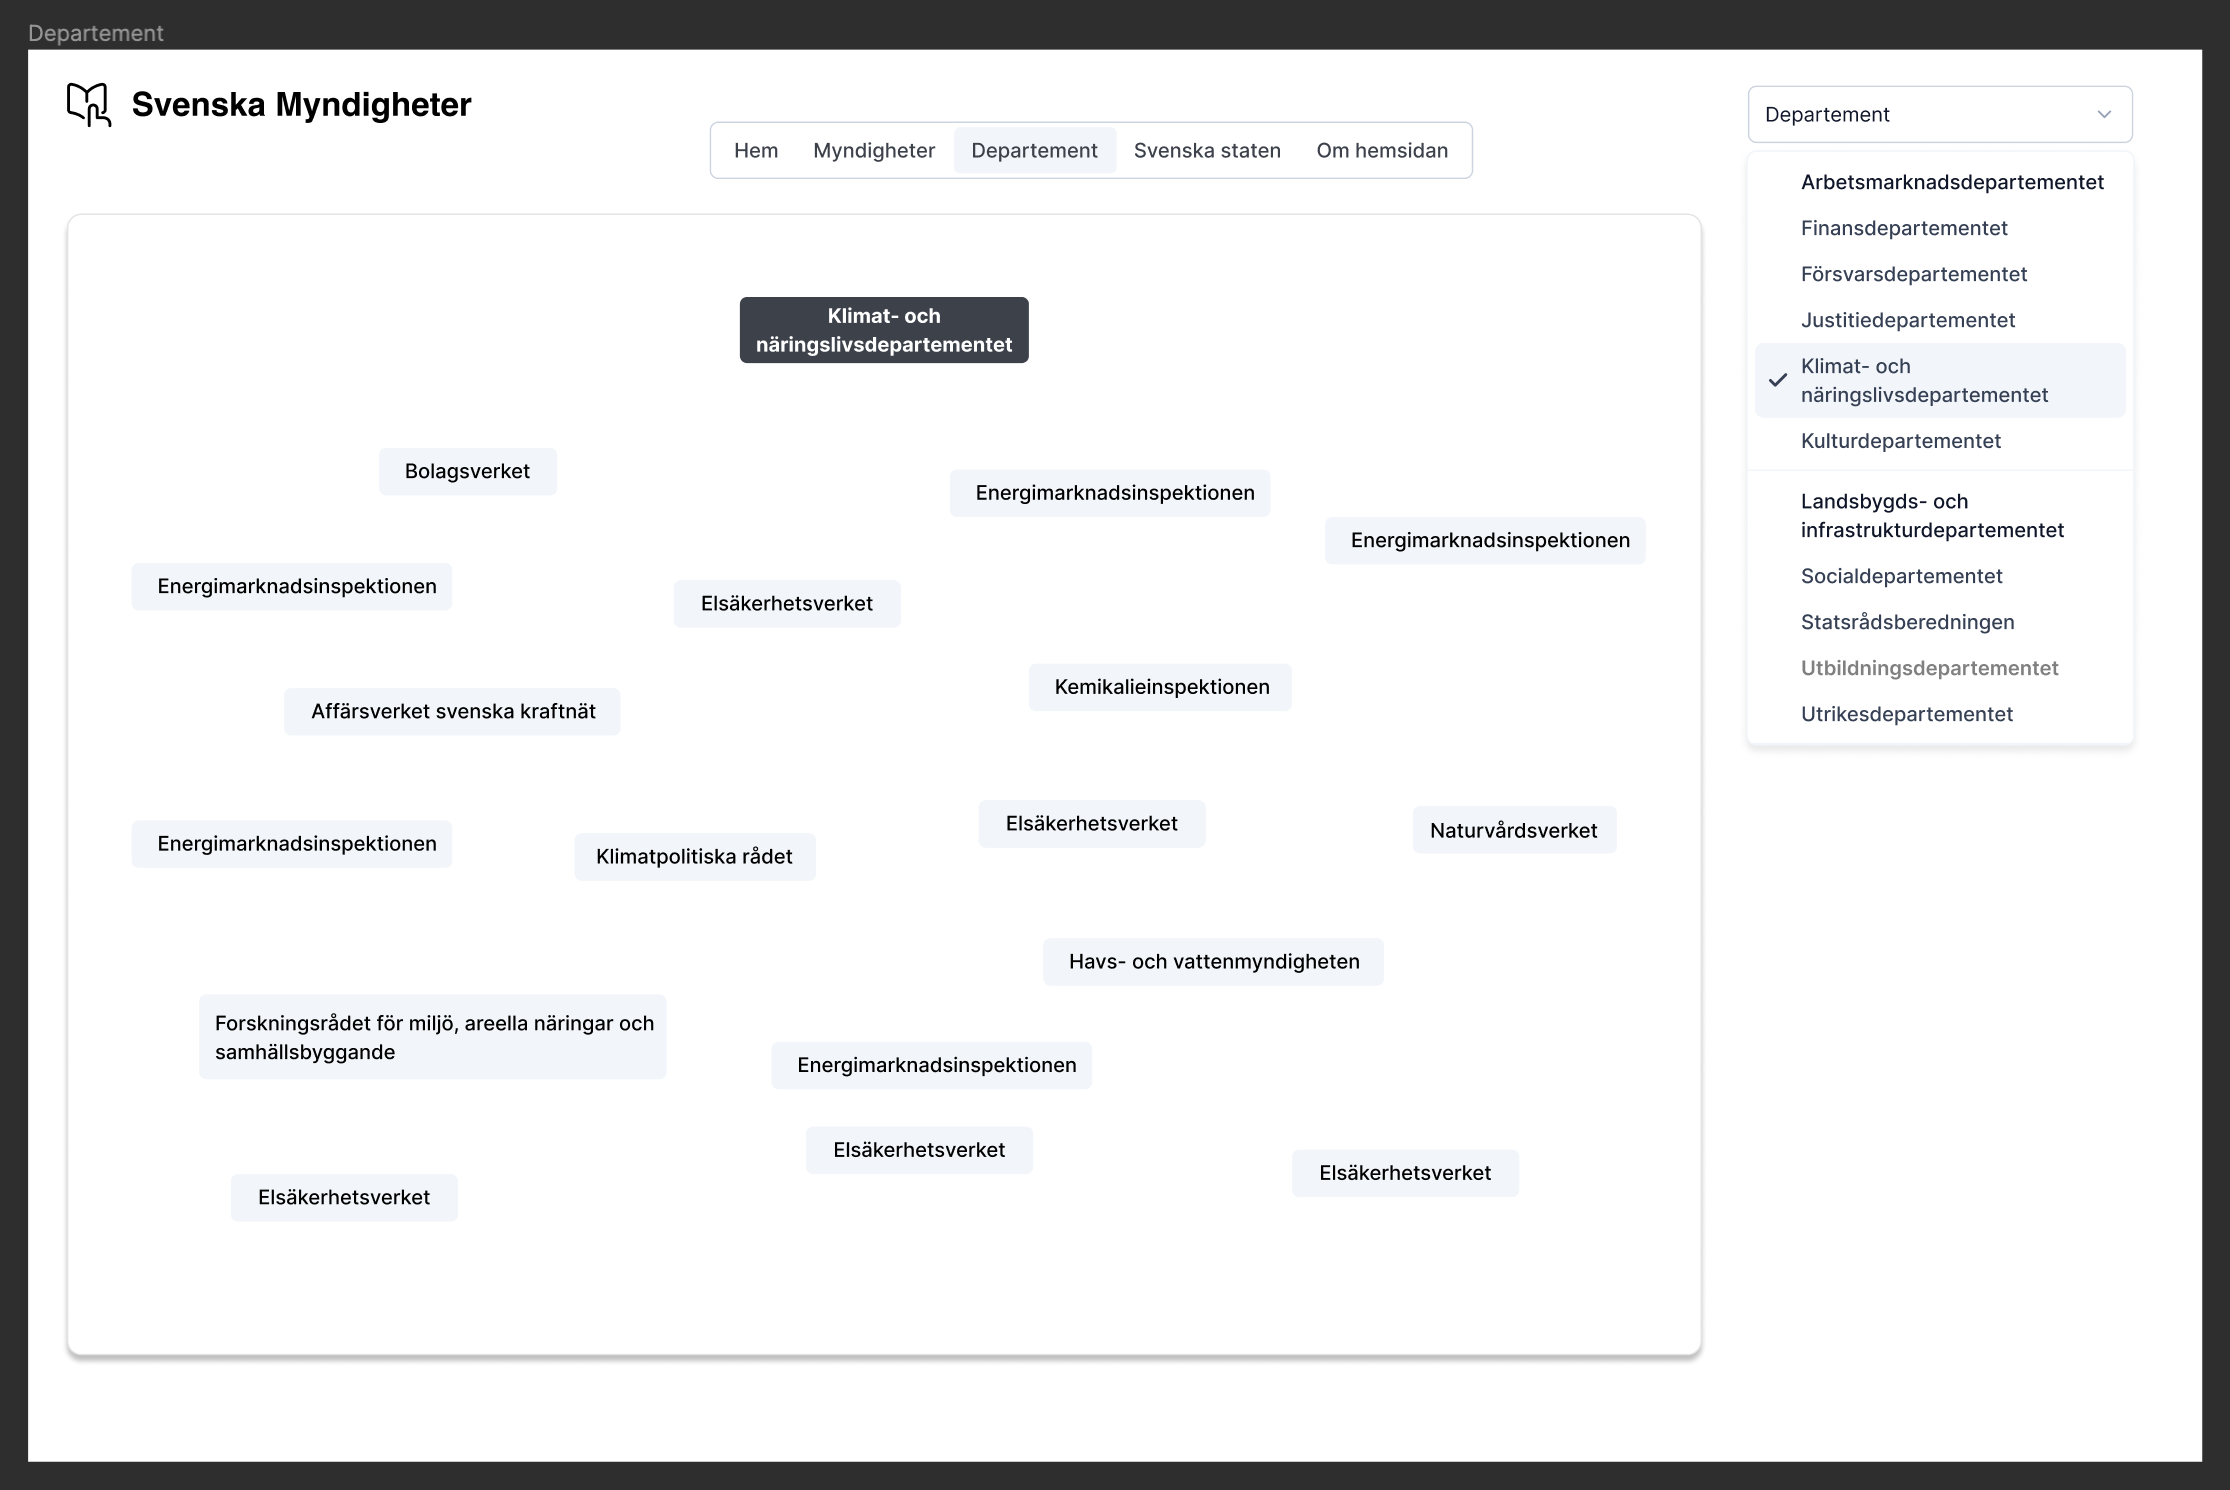 Departement
Svenska Myndigheter
Hem
Myndigheter
Departement
Svenska staten
Om hemsidan
Departement
Arbetsmarknadsdepartementet
Finansdepartementet
Försvarsdepartementet
Justitiedepartementet
Klimat- och
näringslivsdepartementet
Kulturdepartementet
Landsbygds- och
infrastrukturdepartementet
Socialdepartementet
Statsrådsberedningen
Utbildningsdepartementet
Utrikesdepartementet
Klimat- och
näringslivsdepartementet
Bolagsverket
Energimarknadsinspektionen
Energimarknadsinspektionen
Energimarknadsinspektionen
Elsäkerhetsverket
Kemikalieinspektionen
Affärsverket svenska kraftnät
Elsäkerhetsverket
Naturvårdsverket
Energimarknadsinspektionen
Klimatpolitiska rådet
Havs- och vattenmyndigheten
Forskningsrådet för miljö, areella näringar och
samhällsbyggande
Energimarknadsinspektionen
Elsäkerhetsverket
Elsäkerhetsverket
Elsäkerhetsverket